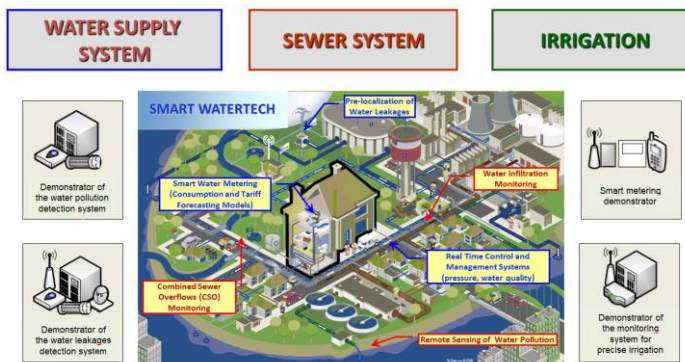 WATER SUPPLY
SYSTEM
SEWER SYSTEM
IRRIGATION
SMART WATERTECH
Pre-localization of
Water Leakages
Smart Water Metering
(Consumption and Tariff
Forecasting Models)
Water infiltration
Monitoring
Combined Sewer
Overflows (CSO)
Monitoring
Real Time Control and
Management Systems
(pressure, water quality)
Remote Sensing of Water Pollution
Demonstrator of
the water pollution
detection system
Demonstrator of
the water leakages
detection system
Smart metering
demonstrator
Demonstrator of
the monitoring
system for
precise irrigation